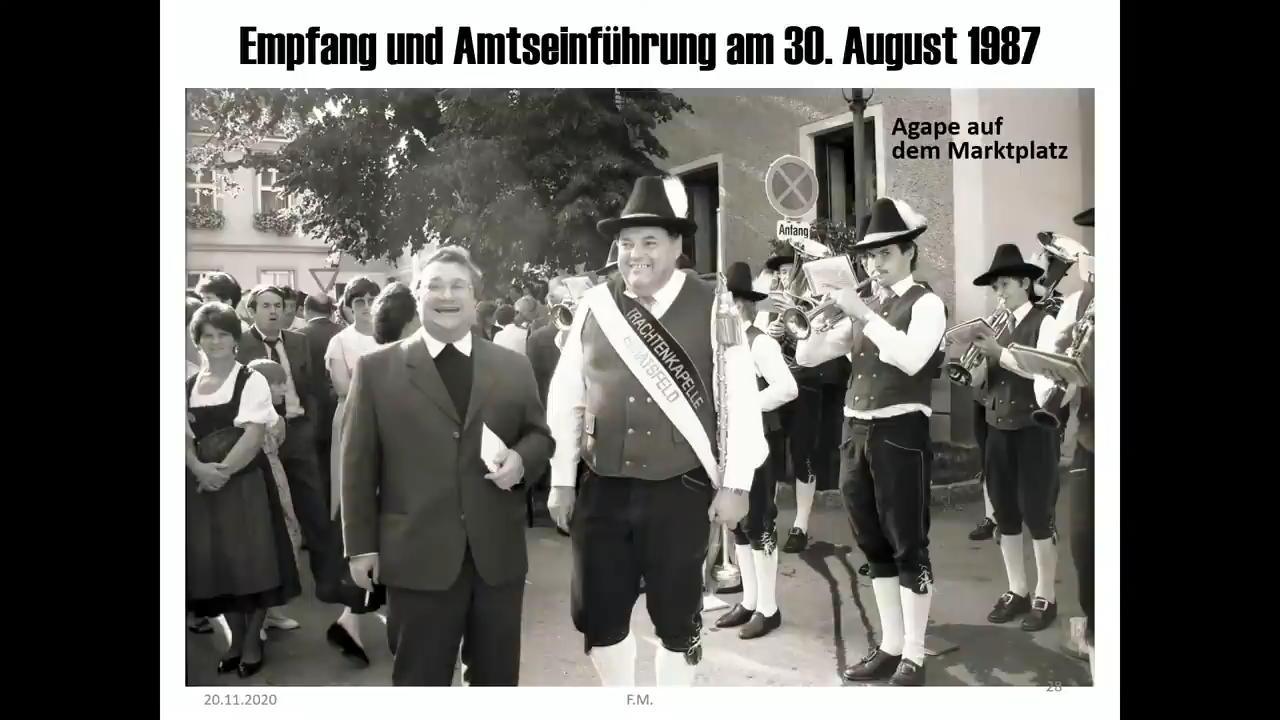 Empfang und Amtseinführung am 30. August 1987
Agape auf
dem Marktplatz
Anfang
TRACHTENKAPELLE
20.11.2020
F.M.
28